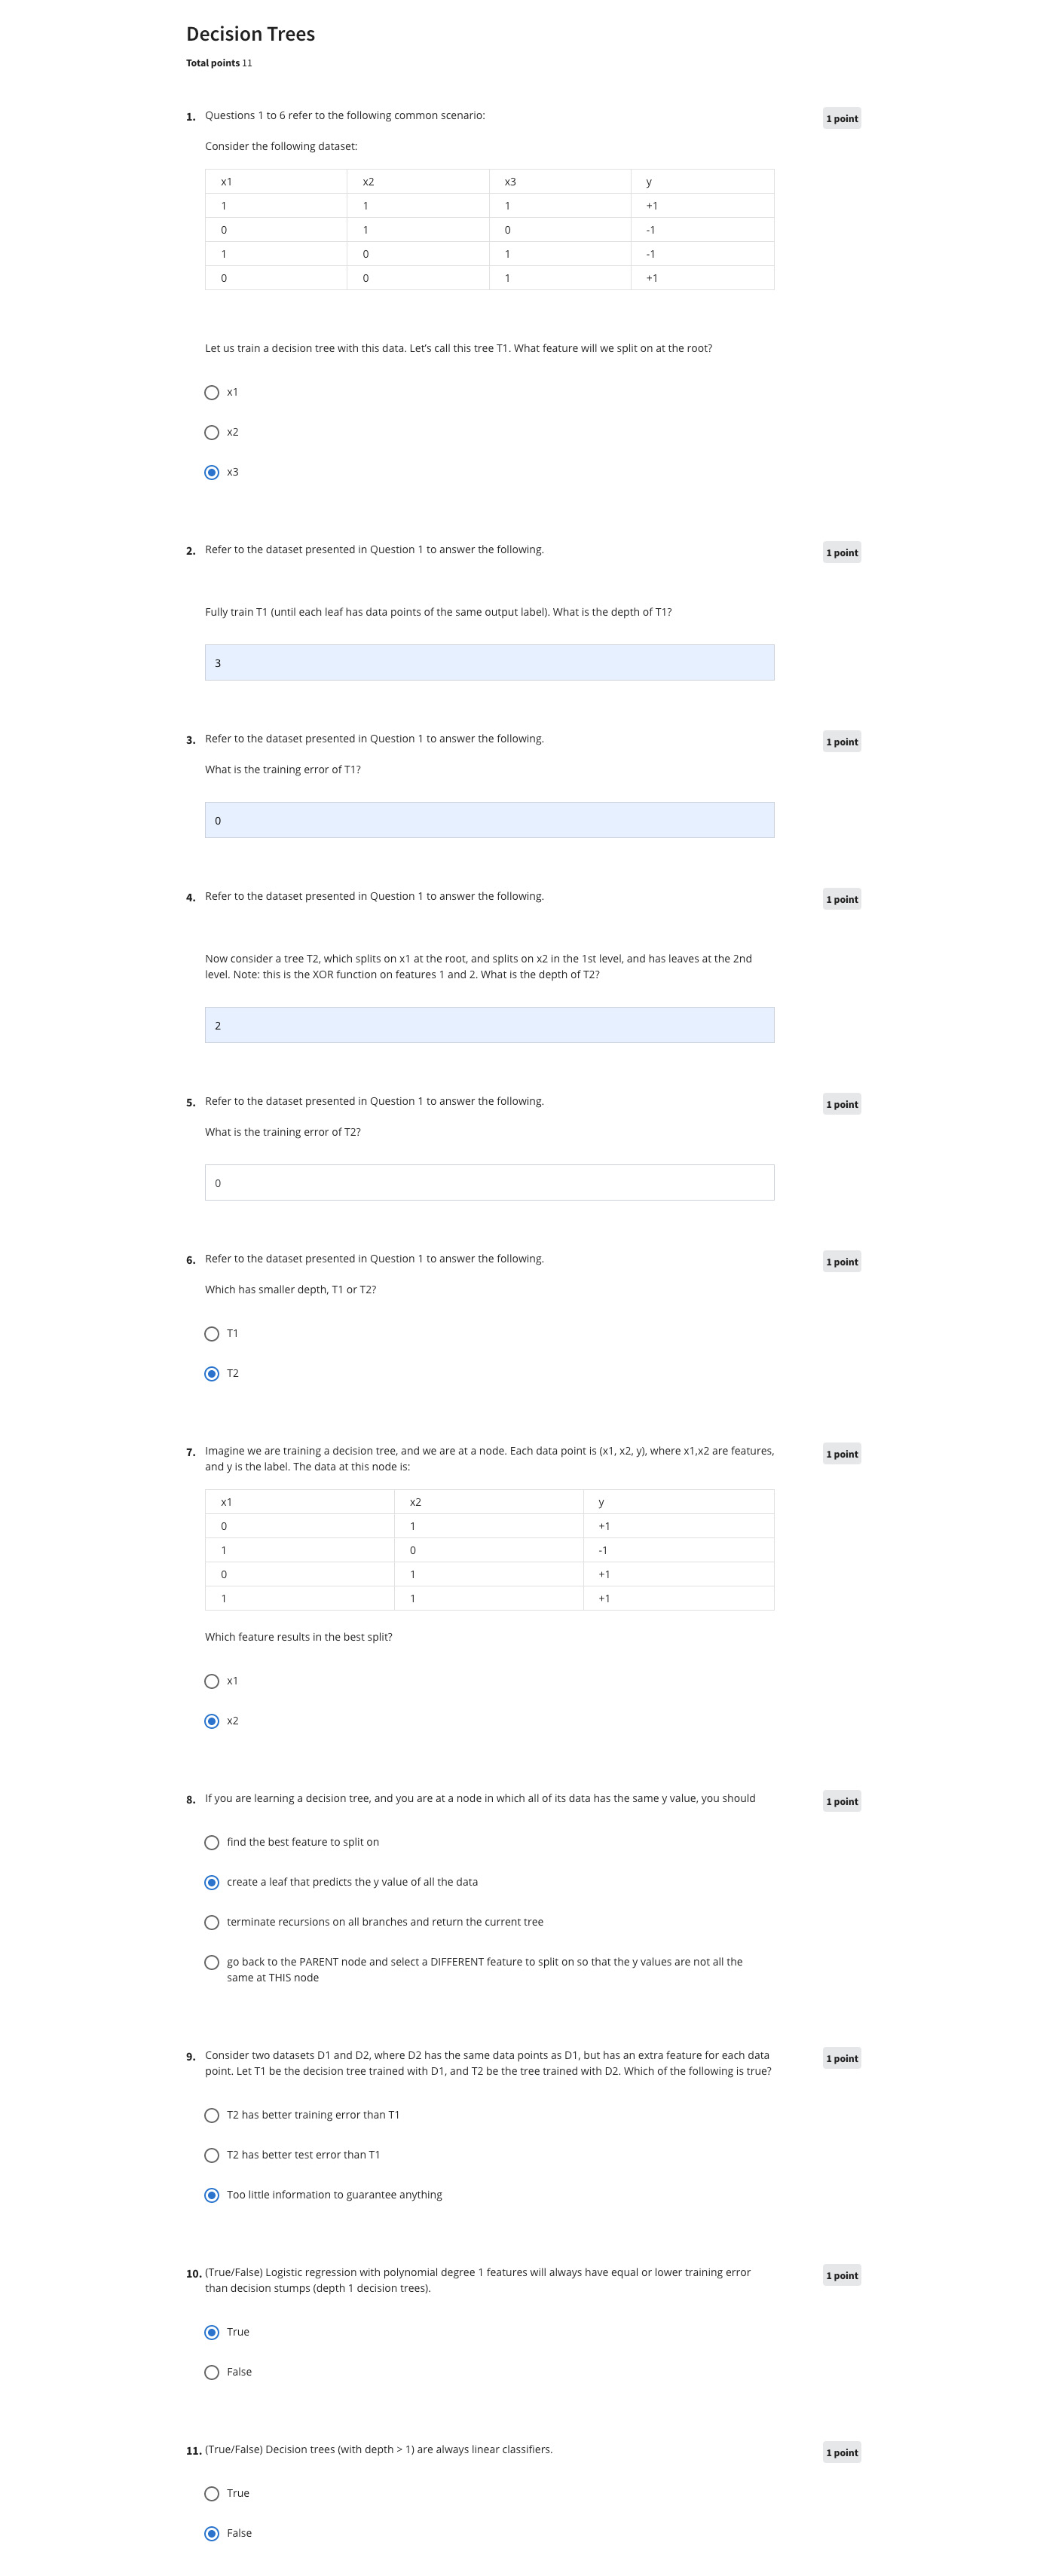 Decision Trees
Total points 11
1. Questions 1 to 6 refer to the following common scenario:
1 point
Consider the following dataset:
x1 x2 x3 y
1 1 1 +1
0 1 0 -1
1 0 1 -1
0 0 1 +1
Let us train a decision tree with this data. Let’s call this tree T1. What feature will we split on at the root?
x1
x2
x3
2. Refer to the dataset presented in Question 1 to answer the following.
1 point
Fully train T1 (until each leaf has data points of the same output label). What is the depth of T1?
3
3. Refer to the dataset presented in Question 1 to answer the following.
1 point
What is the training error of T1?
0
4. Refer to the dataset presented in Question 1 to answer the following.
1 point
Now consider a tree T2, which splits on x1 at the root, and splits on x2 in the 1st level, and has leaves at the 2nd
level. Note: this is the XOR function on features 1 and 2. What is the depth of T2?
2
5. Refer to the dataset presented in Question 1 to answer the following.
1 point
What is the training error of T2?
0
6. Refer to the dataset presented in Question 1 to answer the following.
1 point
Which has smaller depth, T1 or T2?
T1
T2
7. Imagine we are training a decision tree, and we are at a node. Each data point is (x1, x2, y), where x1,x2 are features,
1 point
and y is the label. The data at this node is:
x1 x2 y
0 1 +1
1 0 -1
0 1 +1
1 1 +1
Which feature results in the best split?
x1
x2
8. If you are learning a decision tree, and you are at a node in which all of its data has the same y value, you should
1 point
find the best feature to split on
create a leaf that predicts the y value of all the data
terminate recursions on all branches and return the current tree
go back to the PARENT node and select a DIFFERENT feature to split on so that the y values are not all the
same at THIS node
9. Consider two datasets D1 and D2, where D2 has the same data points as D1, but has an extra feature for each data
1 point
point. Let T1 be the decision tree trained with D1, and T2 be the tree trained with D2. Which of the following is true?
T2 has better training error than T1
T2 has better test error than T1
Too little information to guarantee anything
10. (True/False) Logistic regression with polynomial degree 1 features will always have equal or lower training error
1 point
than decision stumps (depth 1 decision trees).
True
False
11. (True/False) Decision trees (with depth > 1) are always linear classifiers.
1 point
True
False